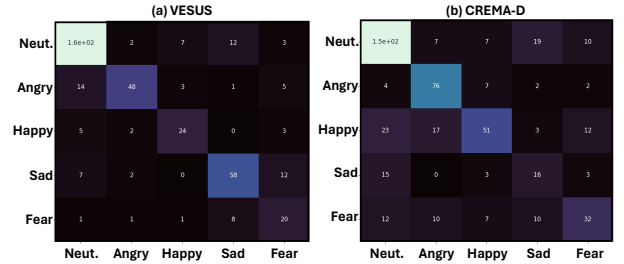 (a) VESUS
(b) CREMA-D
Neut. 1.6e+02 2 7 12 3
Angry 14 48 3 1 5
Happy 5 2 24 0 3
Sad 7 2 0 58 12
Fear 1 1 1 8 20
Neut. Angry Happy Sad Fear
Neut. 1.5e+02 7 7 19 10
Angry 4 76 7 2 2
Happy 23 17 51 3 12
Sad 15 0 3 16 3
Fear 12 10 7 10 32
Neut. Angry Happy Sad Fear